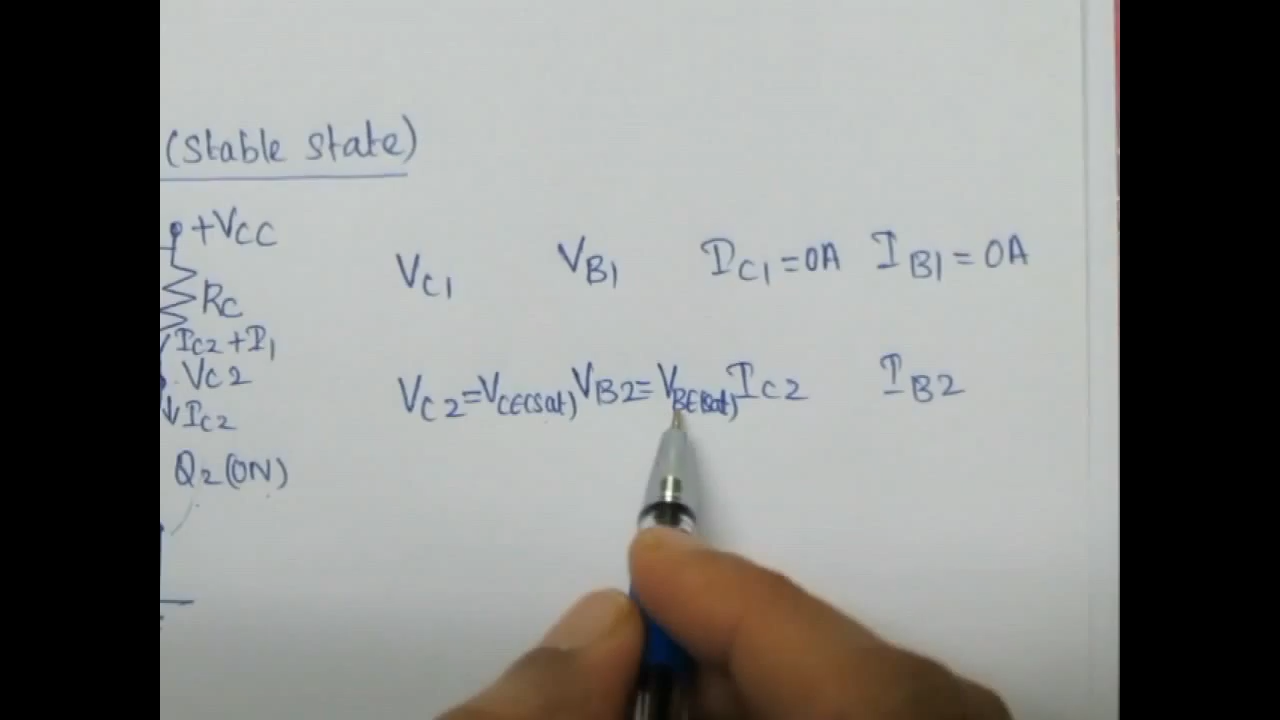 (Stable State)
+VCC
VC1 VB1 IC1=0A IB1=0A
RC
IC2+I1
VC2
VC2=VCE(Sat) VB2=VBE(Sat) IC2 IB2
IC2
Q2(ON)